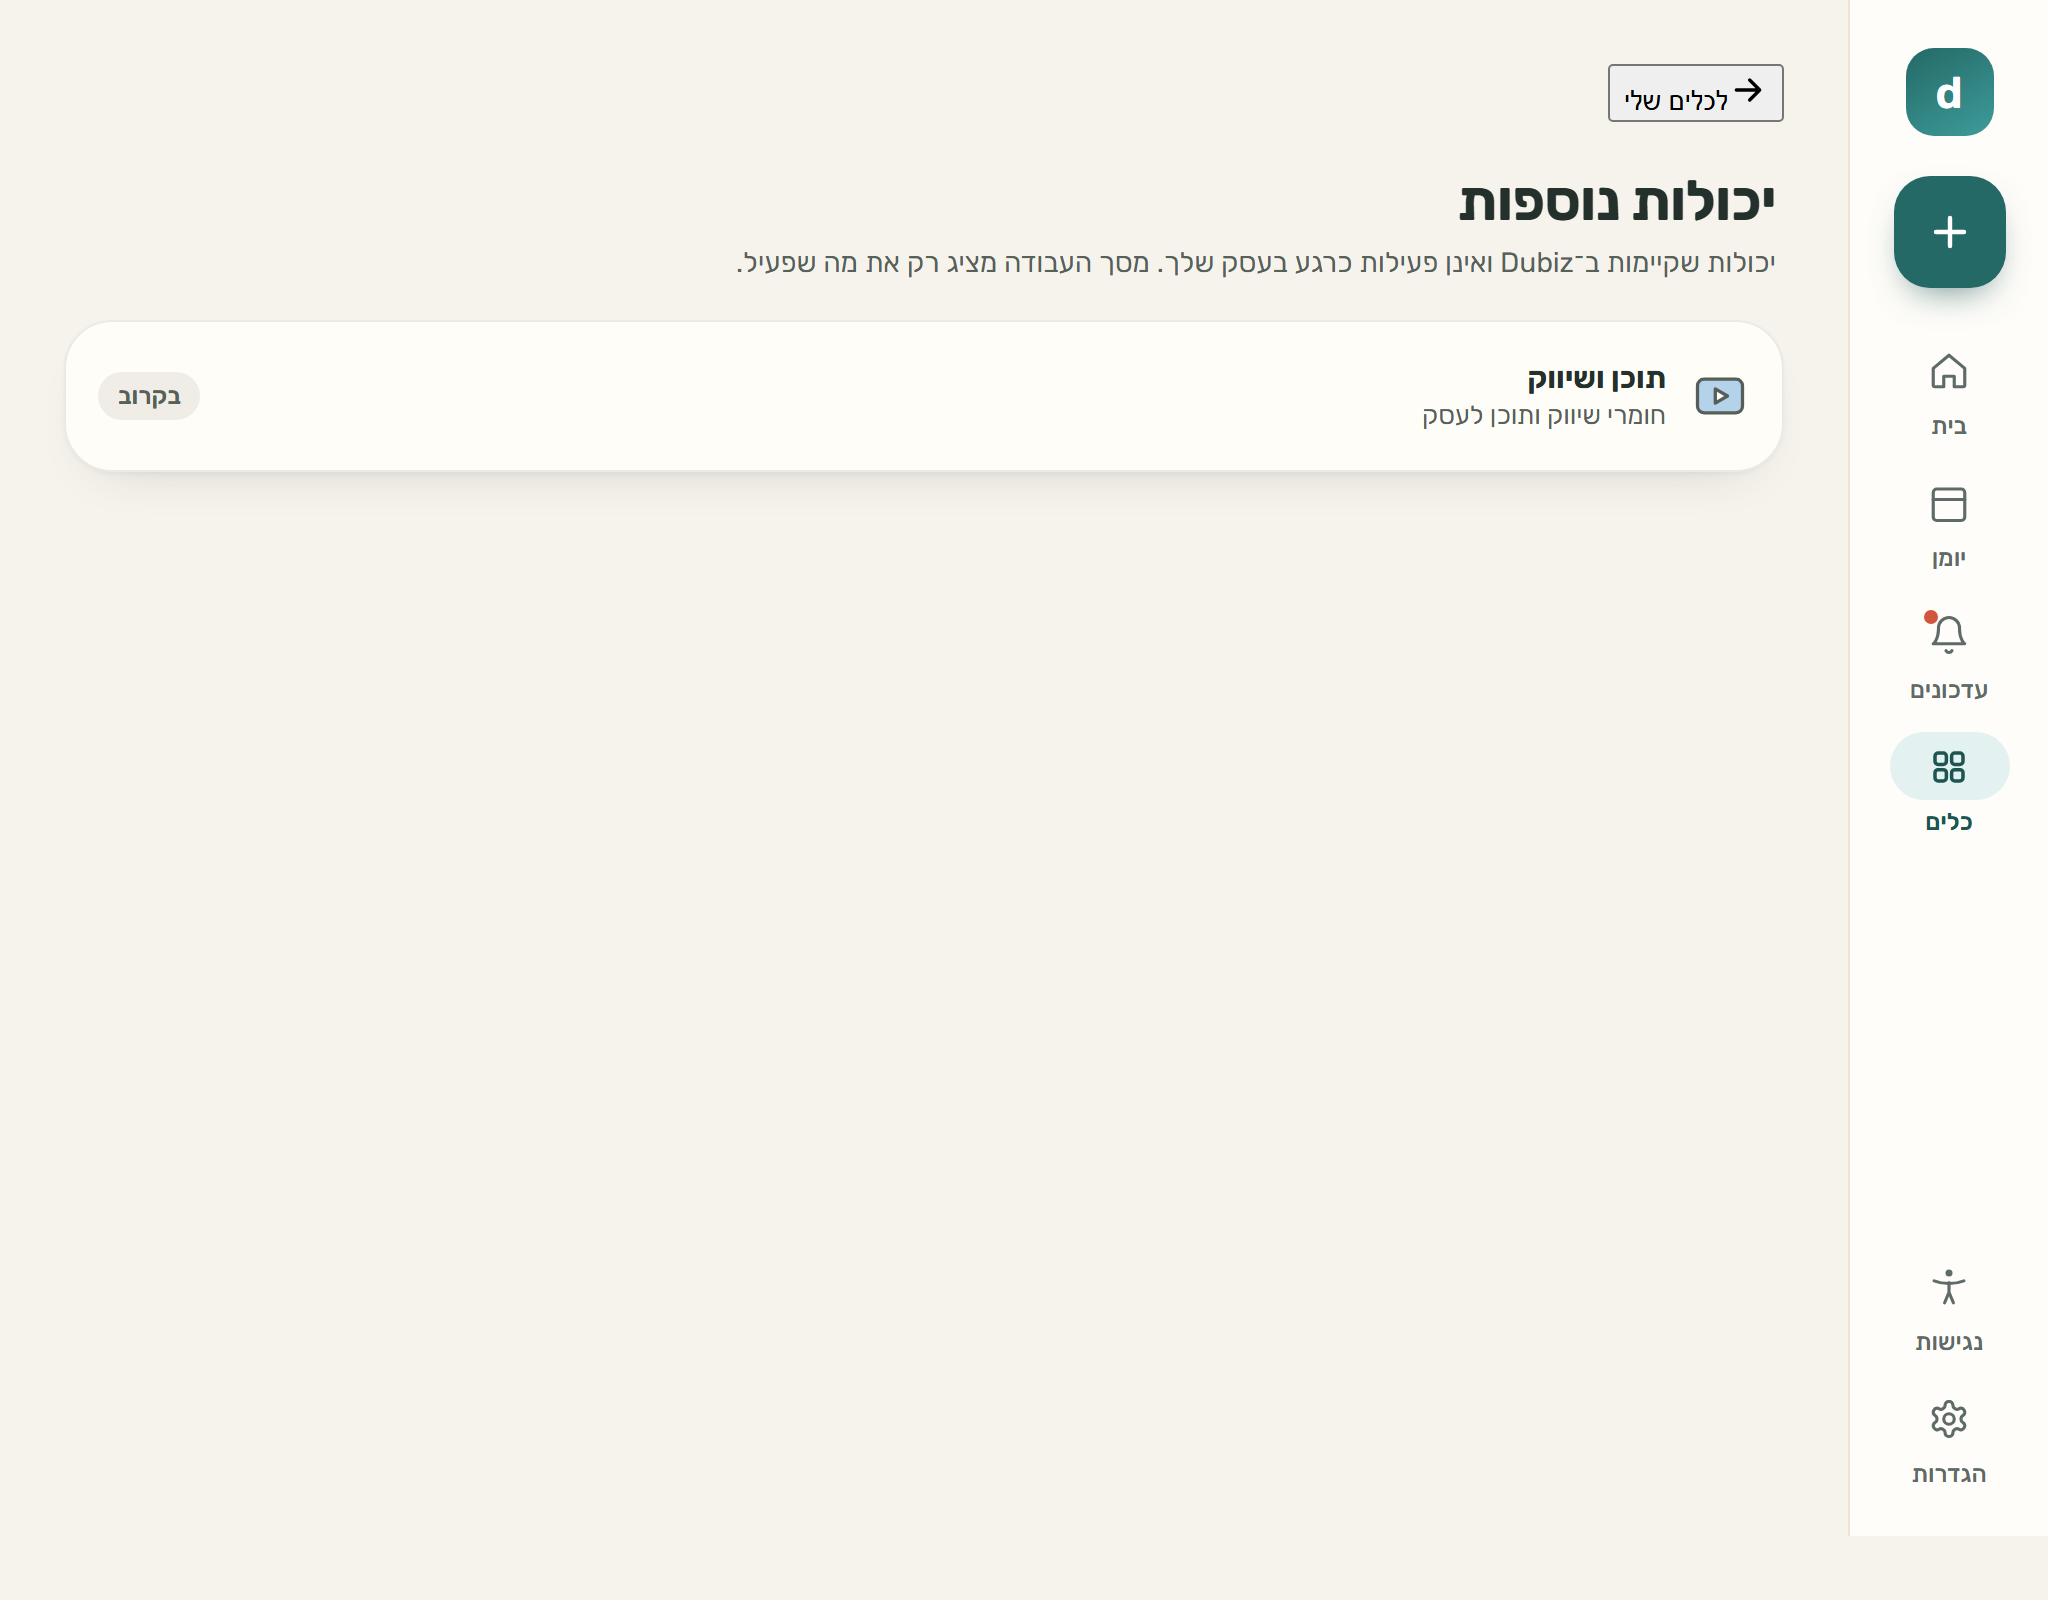 d
לכלים שלי
יכולות נוספות
יכולות שקיימות ב־Dubiz ואינן פעילות כרגע בעסק שלך. מסך העבודה מציג רק את מה שפעיל.
תוכן ושיווק
חומרי שיווק ותוכן לעסק
בקרוב
בית
יומן
עדכונים
כלים
נגישות
הגדרות